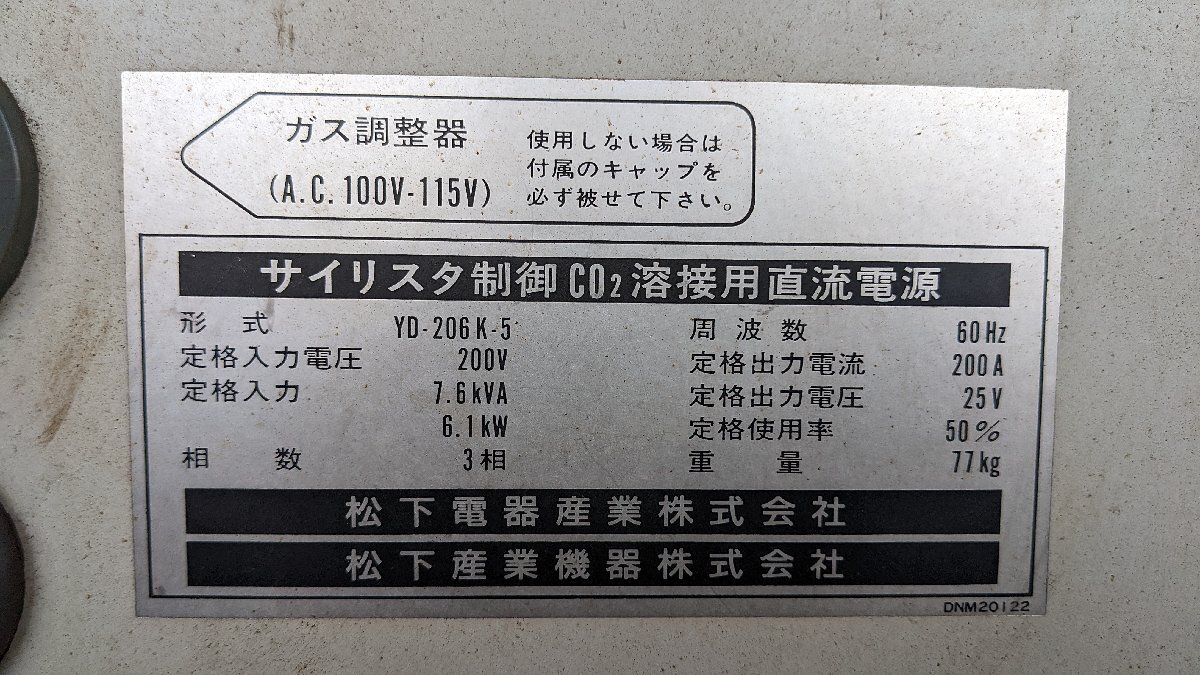 ガス調整器
(A.C.100V-115V)
使用しない場合は
付属のキャップを
必ず被せて下さい。
サイリスタ制御CO₂溶接用直流電源
形式 YD-206K-5
定格入力電圧 200V
定格入力 7.6kVA
6.1kW
相数 3相
周波数 60Hz
定格出力電流 200A
定格出力電圧 25V
定格使用率 50%
重量 77kg
松下電器産業株式会社
松下産業機器株式会社
DNM20122